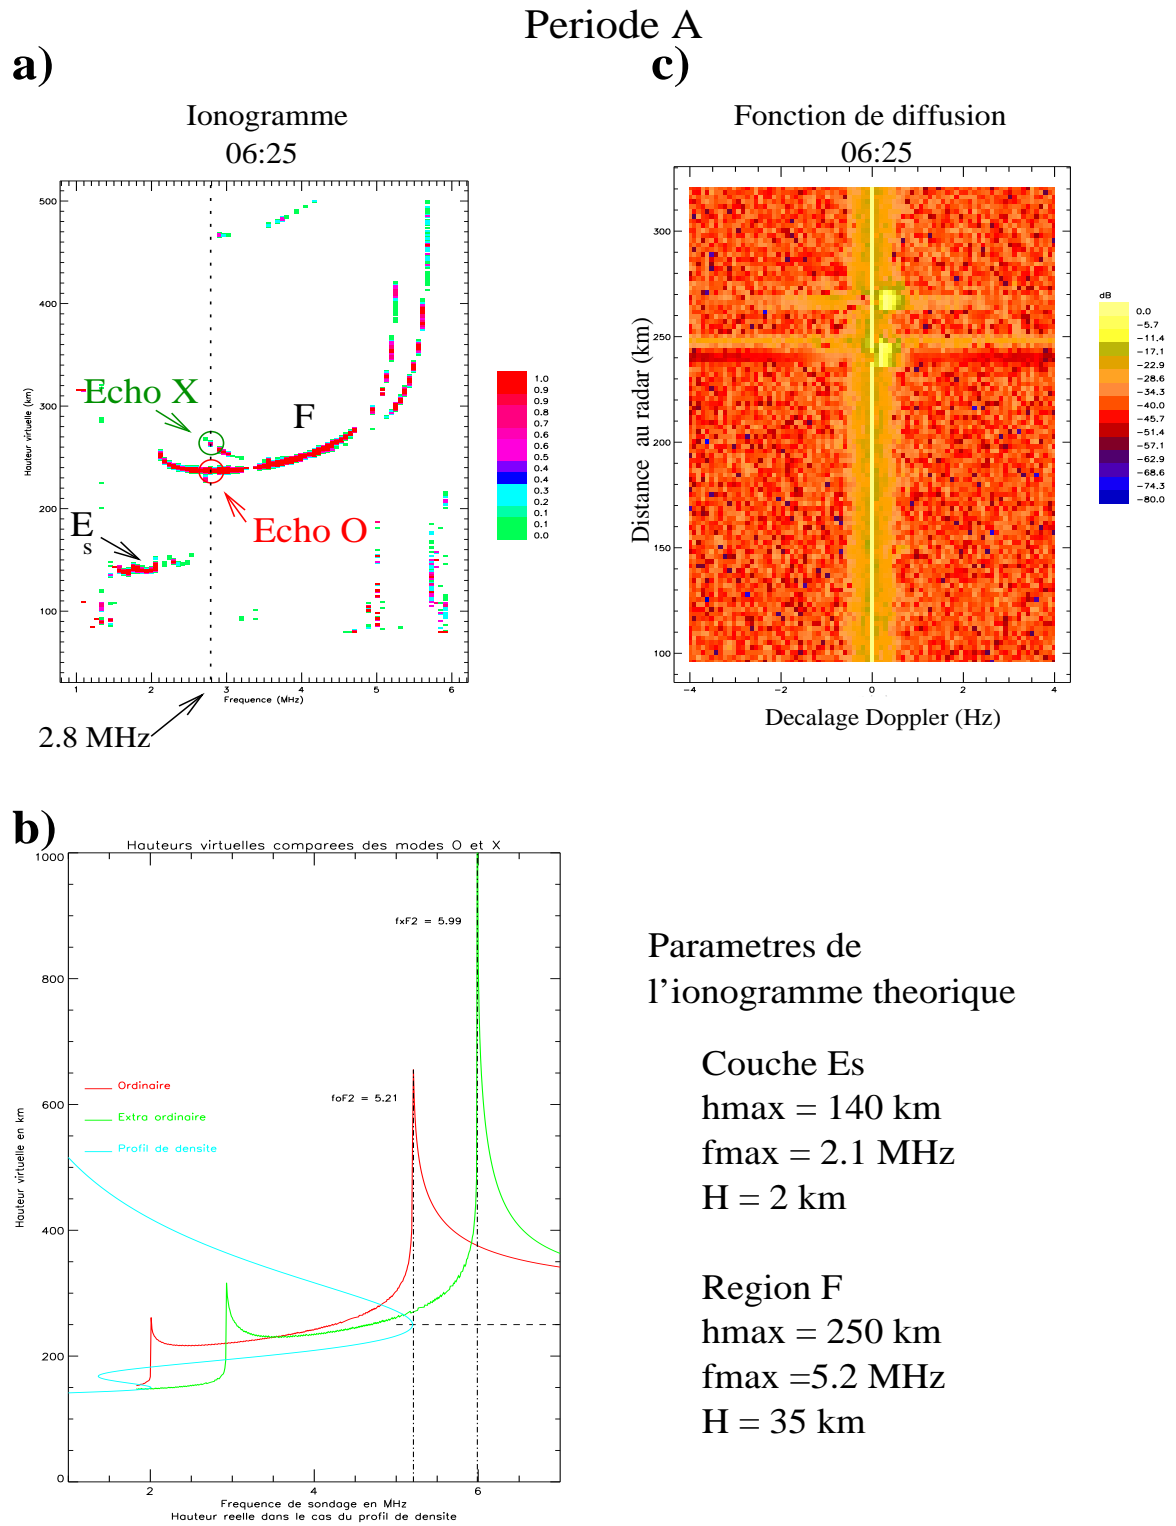 Periode A
a)
Ionogramme
06:25
500
400
300
200
100
Hauteur virtuelle (km)
Echo X
F
E
s
Echo O
1
2
3
4
5
6
Frequence (MHz)
2.8 MHz
1.0
0.9
0.9
0.8
0.7
0.6
0.5
0.4
0.4
0.3
0.2
0.1
0.1
0.0
c)
Fonction de diffusion
06:25
300
250
200
150
100
Distance au radar (km)
-4
-2
0
2
4
Decalage Doppler (Hz)
dB
0.0
-5.7
-11.4
-17.1
-22.9
-28.6
-34.3
-40.0
-45.7
-51.4
-57.1
-62.9
-68.6
-74.3
-80.0
b)
Hauteurs virtuelles comparees des modes O et X
1000
800
600
400
200
0
Hauteur virtuelle en km
fxF2 = 5.99
foF2 = 5.21
Ordinaire
Extra ordinaire
Profil de densite
2
4
6
Frequence de sondage en MHz
Hauteur reelle dans le cas du profil de densite
Parametres de
l'ionogramme theorique
Couche Es
hmax = 140 km
fmax = 2.1 MHz
H = 2 km
Region F
hmax = 250 km
fmax =5.2 MHz
H = 35 km